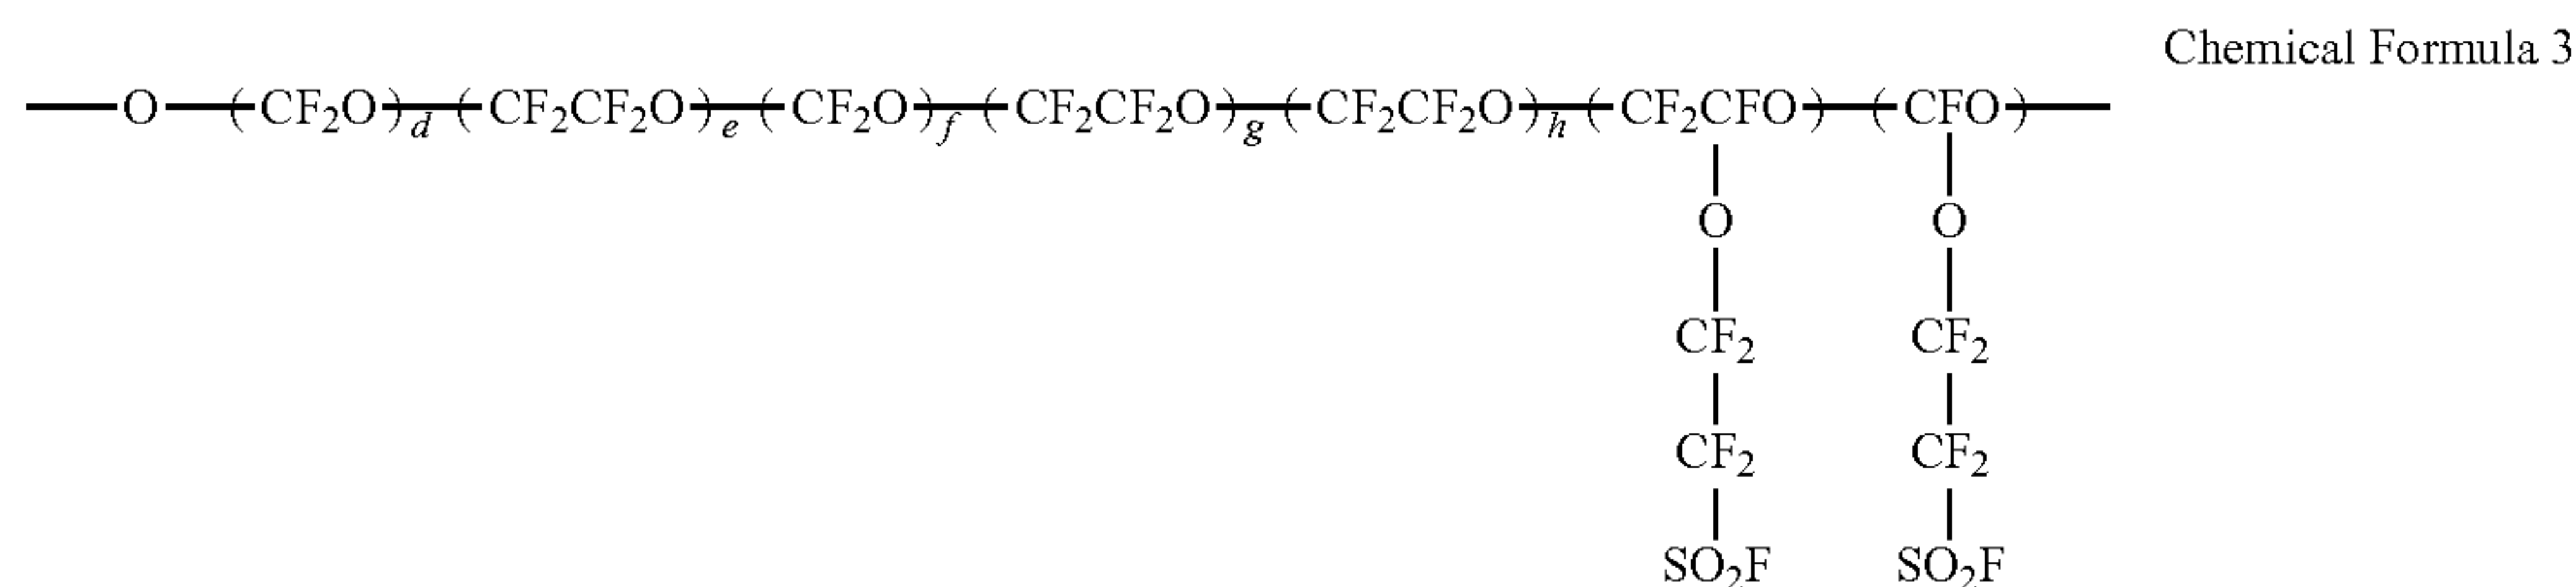 Chemical Formula 3
—O—(CF₂O)d(CF₂CF₂O)e(CF₂O)f(CF₂CF₂O)g(CF₂CF₂O)h(CF₂CFO)—(CFO)—
O O
CF₂ CF₂
CF₂ CF₂
SO₂F SO₂F